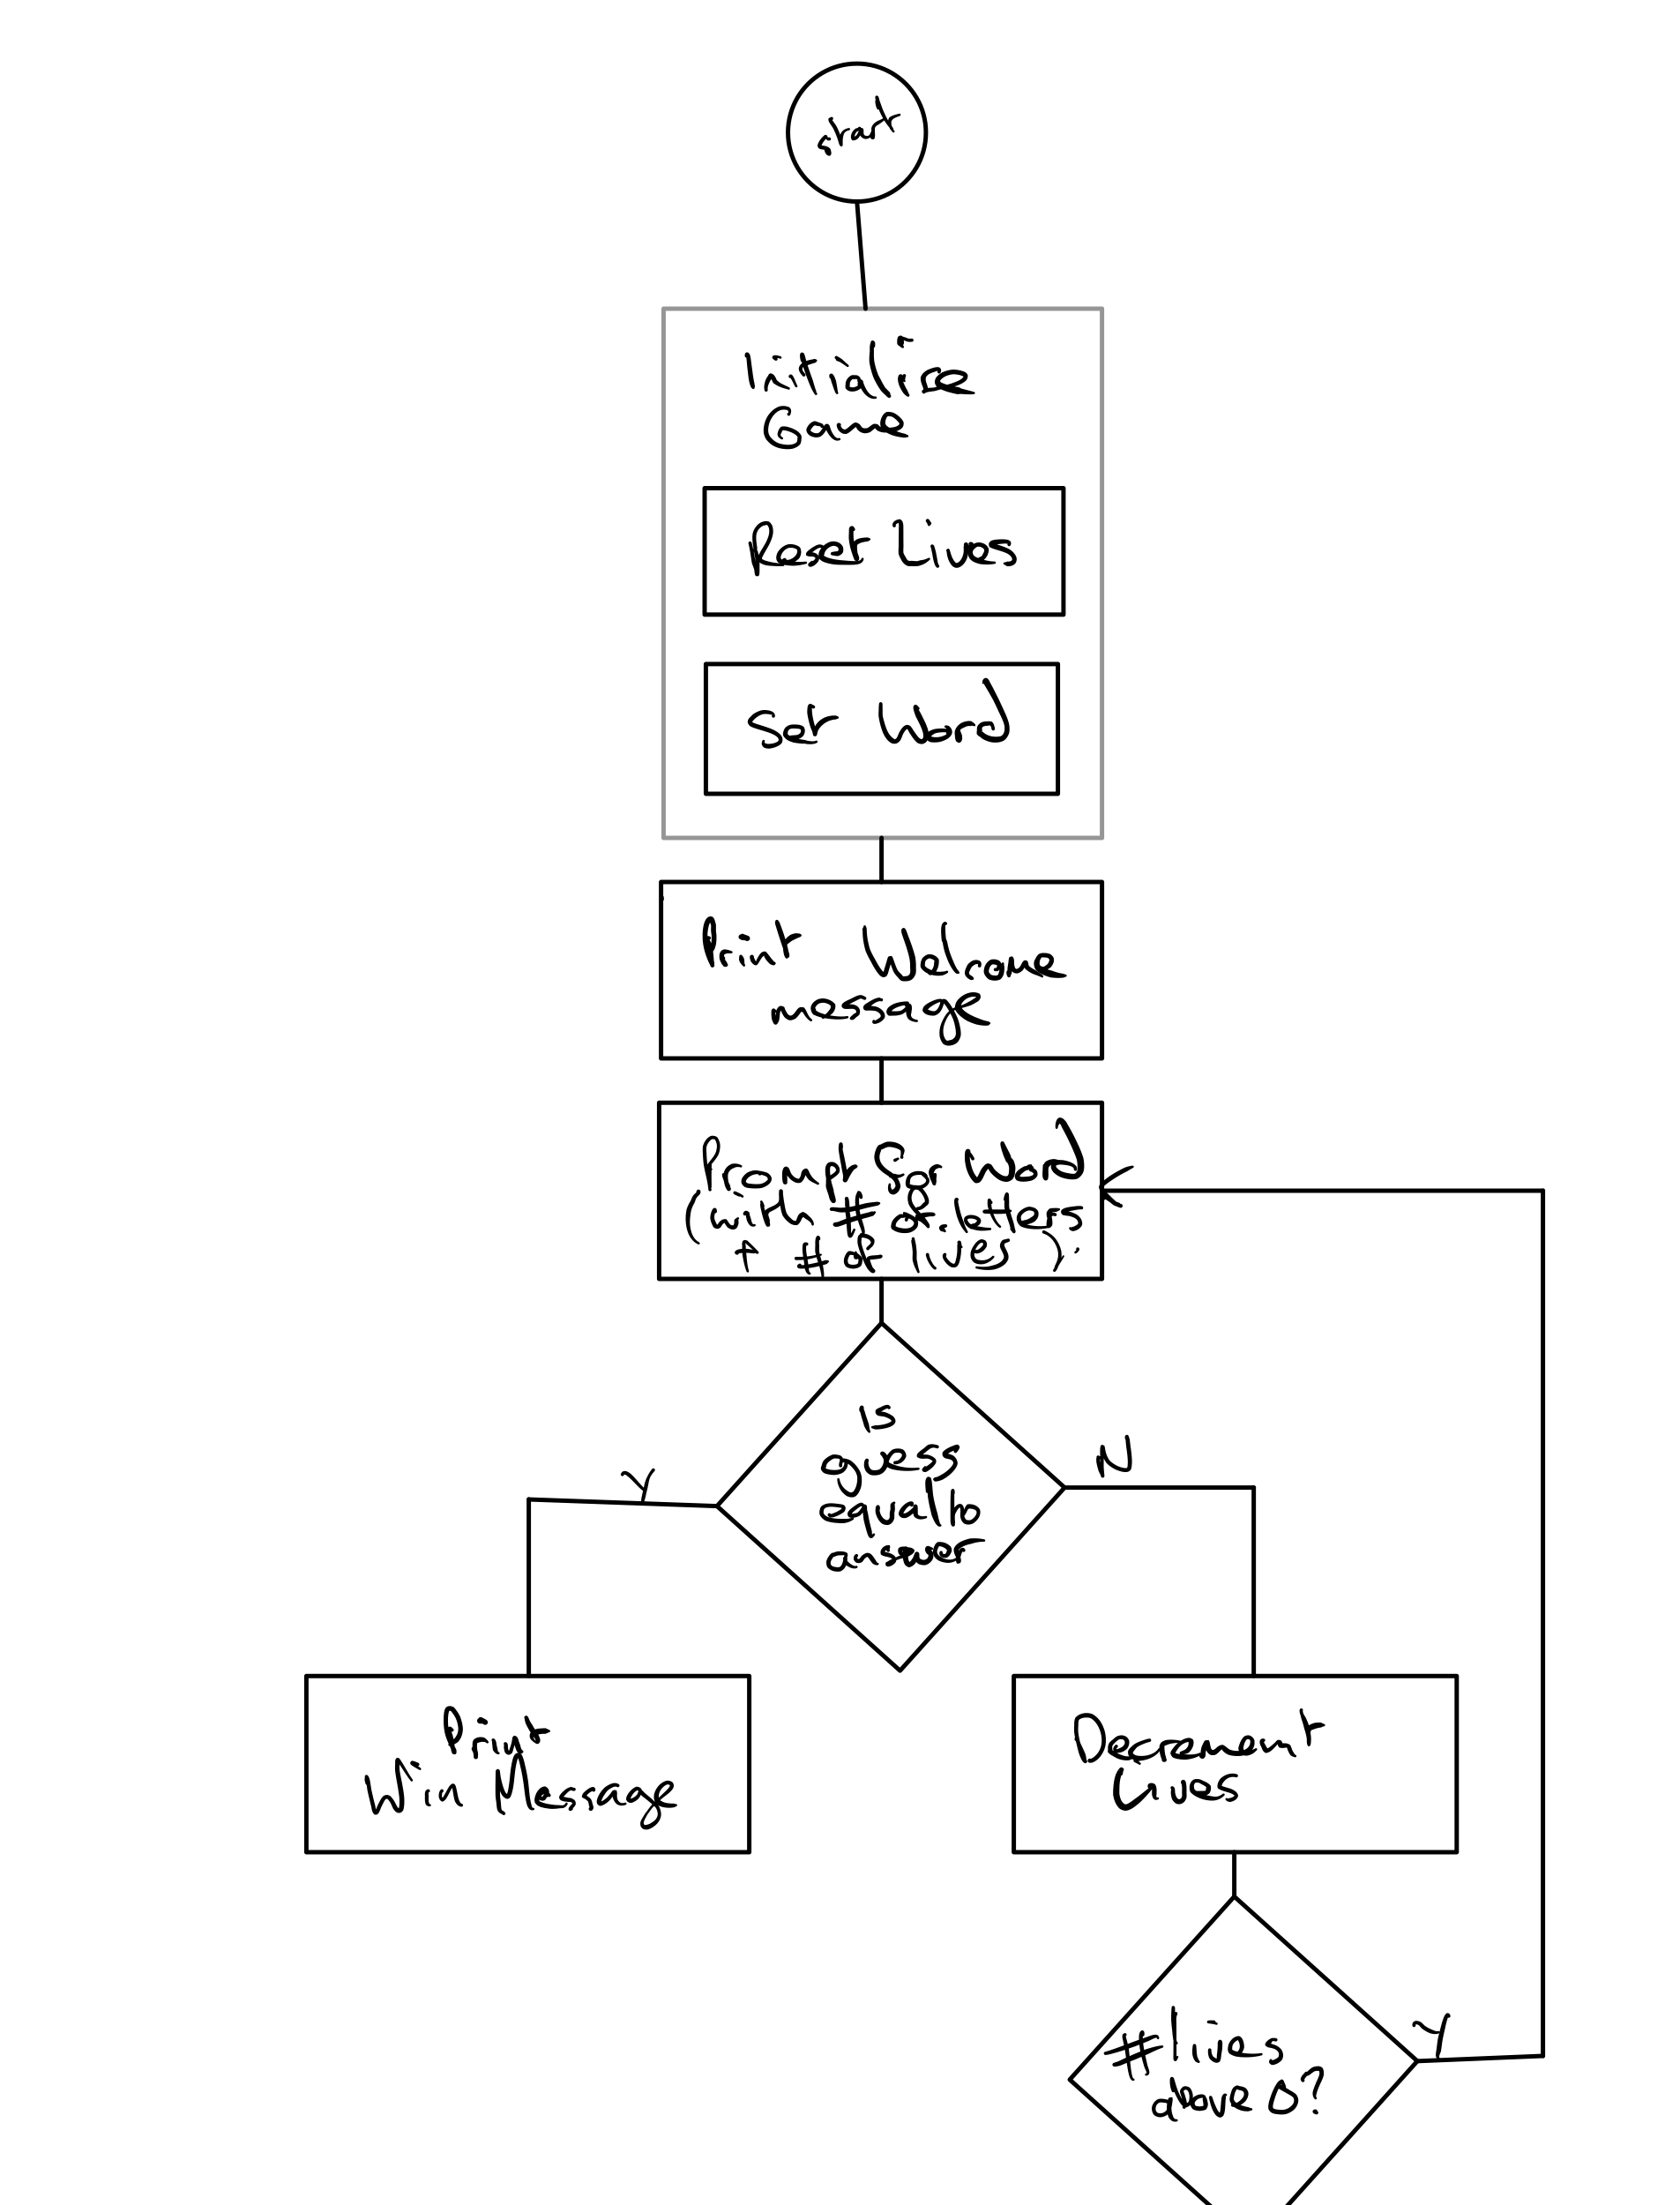 start
Initialise
Game
Reset Lives
Set Word
Print Welcome
message
Prompt for Word
(with # of letters
+ # of lives).
Is
guess
equal to
answer
Y
N
Print
Win Message
Decrement
Lives
# lives
above 0?
Y